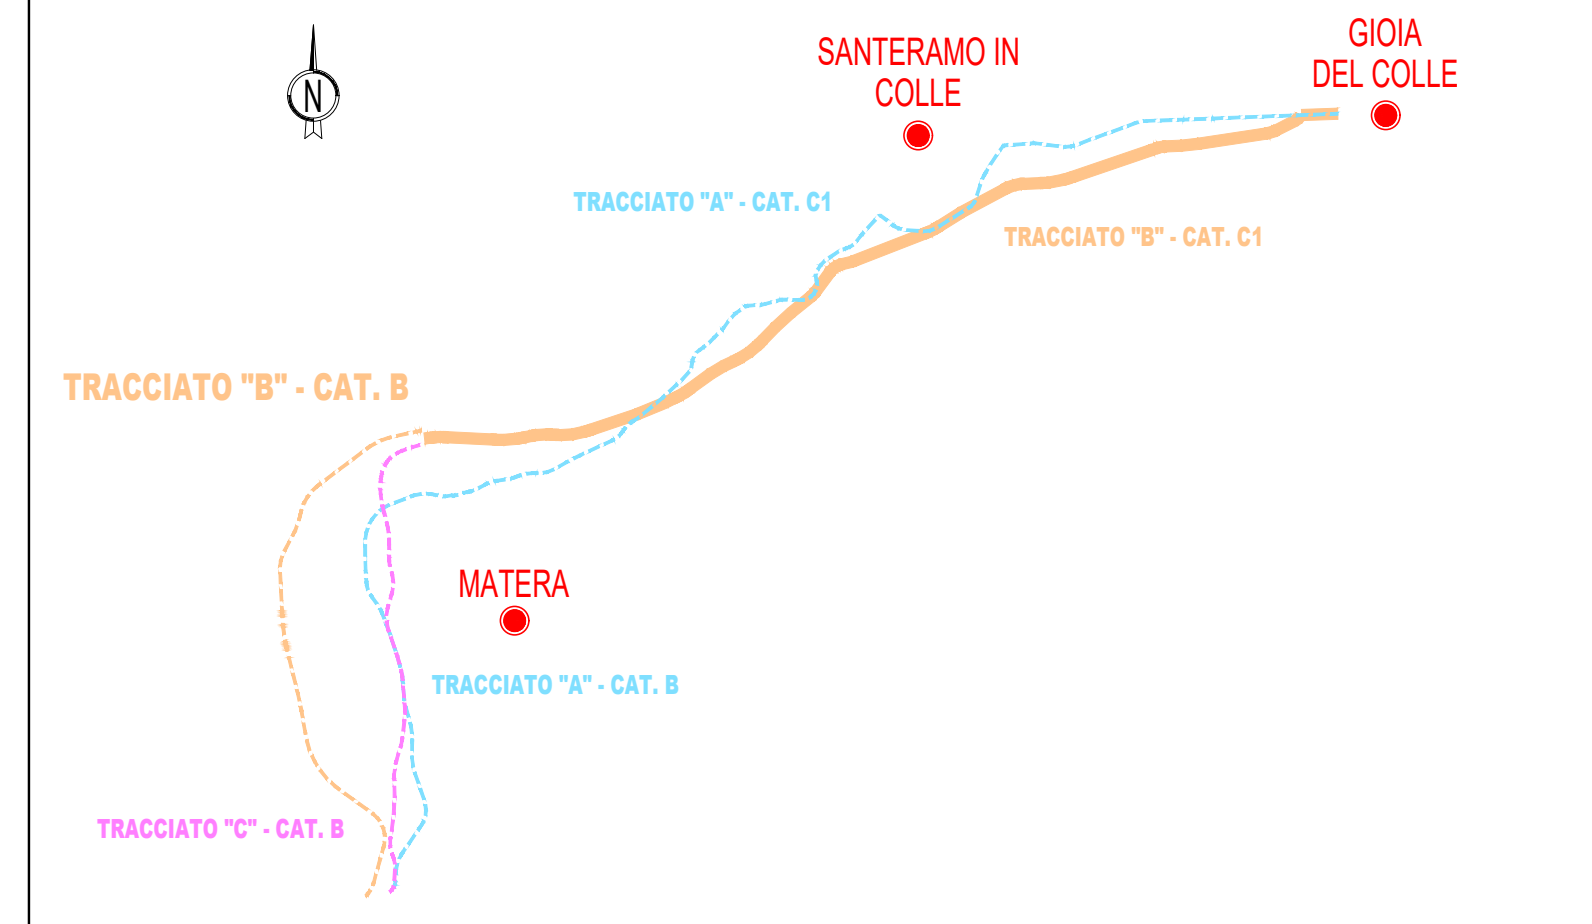 GIOIA
DEL COLLE
SANTERAMO IN
COLLE
N
TRACCIATO "A" - CAT. C1
TRACCIATO "B" - CAT. C1
TRACCIATO "B" - CAT. B
MATERA
TRACCIATO "A" - CAT. B
TRACCIATO "C" - CAT. B